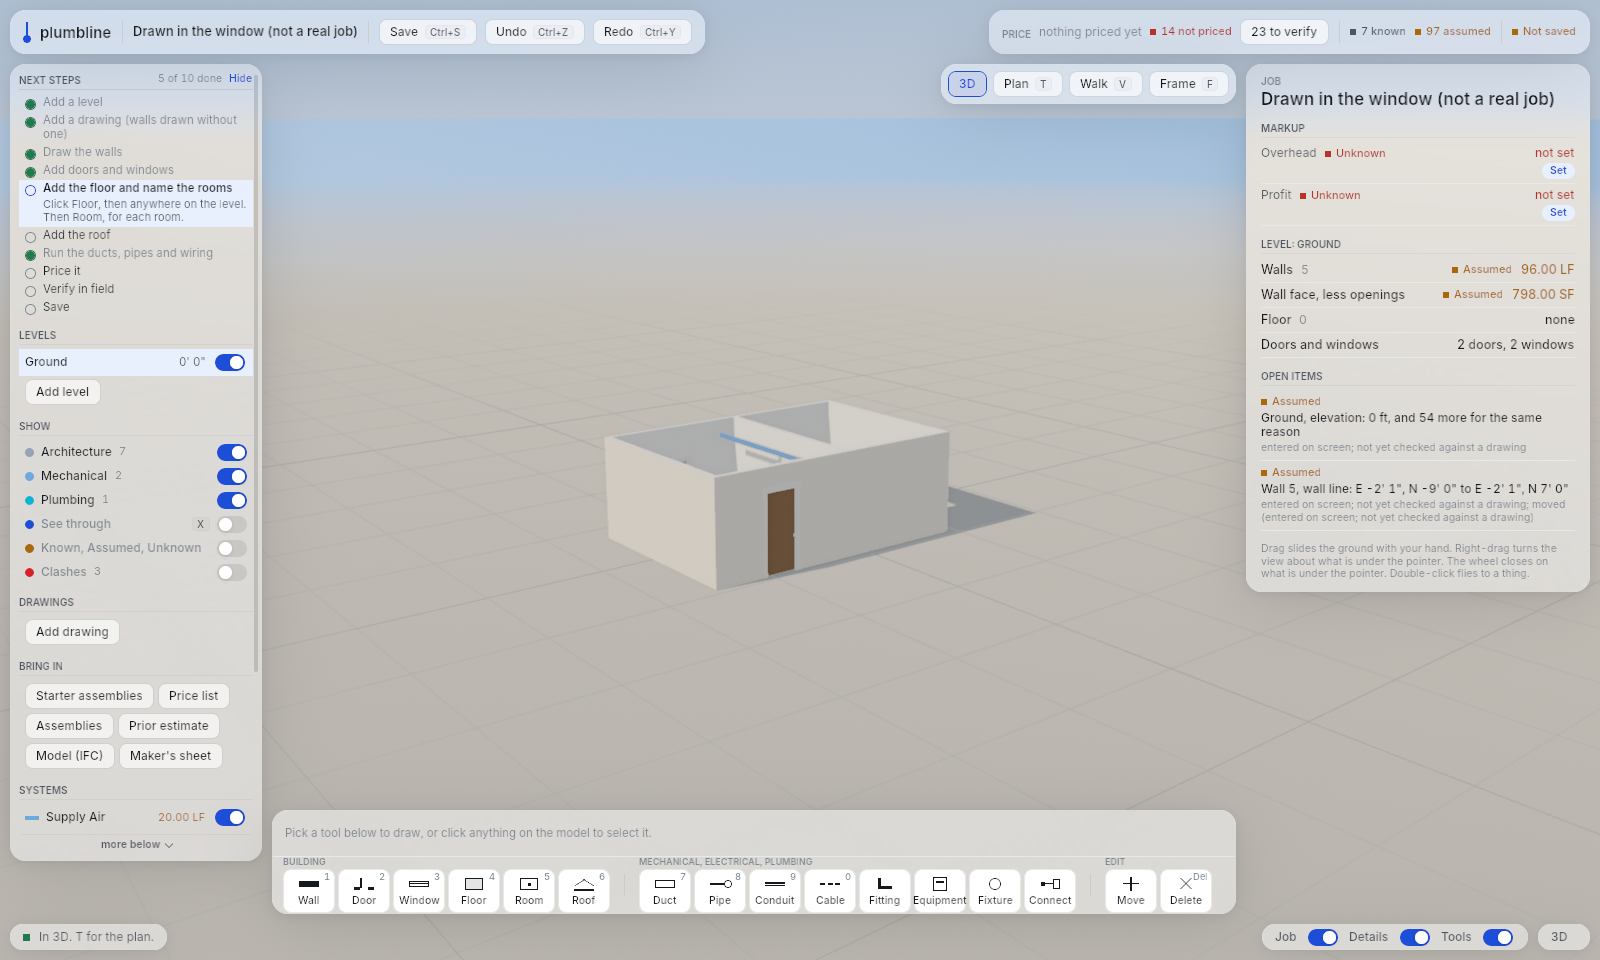 plumbline
Drawn in the window (not a real job)
Save Ctrl+S
Undo Ctrl+Z
Redo Ctrl+Y
PRICE nothing priced yet 14 not priced 23 to verify 7 known 97 assumed Not saved
NEXT STEPS 5 of 10 done Hide
Add a level
Add a drawing (walls drawn without
one)
Draw the walls
Add doors and windows
Add the floor and name the rooms
Click Floor, then anywhere on the level.
Then Room, for each room.
Add the roof
Run the ducts, pipes and wiring
Price it
Verify in field
Save
LEVELS
Ground 0' 0"
Add level
SHOW
Architecture 7
Mechanical 2
Plumbing 1
See through X
Known, Assumed, Unknown
Clashes 3
DRAWINGS
Add drawing
BRING IN
Starter assemblies Price list
Assemblies Prior estimate
Model (IFC) Maker's sheet
SYSTEMS
Supply Air 20.00 LF
more below
3D Plan T Walk V Frame F
JOB
Drawn in the window (not a real job)
MARKUP
Overhead Unknown not set
Set
Profit Unknown not set
Set
LEVEL: GROUND
Walls 5 Assumed 96.00 LF
Wall face, less openings Assumed 798.00 SF
Floor 0 none
Doors and windows 2 doors, 2 windows
OPEN ITEMS
Assumed
Ground, elevation: 0 ft, and 54 more for the same
reason
entered on screen; not yet checked against a drawing
Assumed
Wall 5, wall line: E -2' 1", N -9' 0" to E -2' 1", N 7' 0"
entered on screen; not yet checked against a drawing; moved
(entered on screen; not yet checked against a drawing)
Drag slides the ground with your hand. Right-drag turns the
view about what is under the pointer. The wheel closes on
what is under the pointer. Double-click flies to a thing.
Pick a tool below to draw, or click anything on the model to select it.
BUILDING MECHANICAL, ELECTRICAL, PLUMBING EDIT
1 2 3 4 5 6 7 8 9 0 Del
Wall Door Window Floor Room Roof Duct Pipe Conduit Cable Fitting Equipment Fixture Connect Move Delete
In 3D. T for the plan.
Job Details Tools 3D